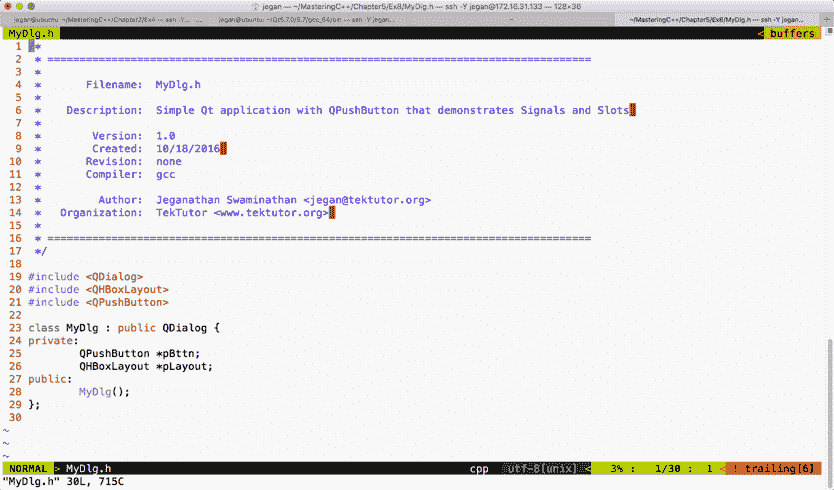 jegan — ~/MasteringC++/Chapter5/Ex8/MyDlg.h — ssh -Y jegan@172.16.31.133 — 128×36
jegan@ubuntu: ~/MasteringC++/Chapter2/Ex4 — ssh -Y... jegan@ubuntu: ~/Qt5.7.0/5.7/gcc_64/bin — ssh -Y jegan... ~/MasteringC++/Chapter5/Ex8/MyDlg.h — ssh -Y jegan...
MyDlg.h < buffers
1 /*
2 * =====================================================================================
3 *
4 * Filename: MyDlg.h
5 *
6 * Description: Simple Qt application with QPushButton that demonstrates Signals and Slots
7 *
8 * Version: 1.0
9 * Created: 10/18/2016
10 * Revision: none
11 * Compiler: gcc
12 *
13 * Author: Jeganathan Swaminathan <jegan@tektutor.org>
14 * Organization: TekTutor <www.tektutor.org>
15 *
16 * =====================================================================================
17 */
18
19 #include <QDialog>
20 #include <QHBoxLayout>
21 #include <QPushButton>
22
23 class MyDlg : public QDialog {
24 private:
25 QPushButton *pBttn;
26 QHBoxLayout *pLayout;
27 public:
28 MyDlg();
29 };
30
~
~
~
NORMAL > MyDlg.h cpp < utf-8[unix] < 3% : 1/30 : 1 < ! trailing[6]
"MyDlg.h" 30L, 715C